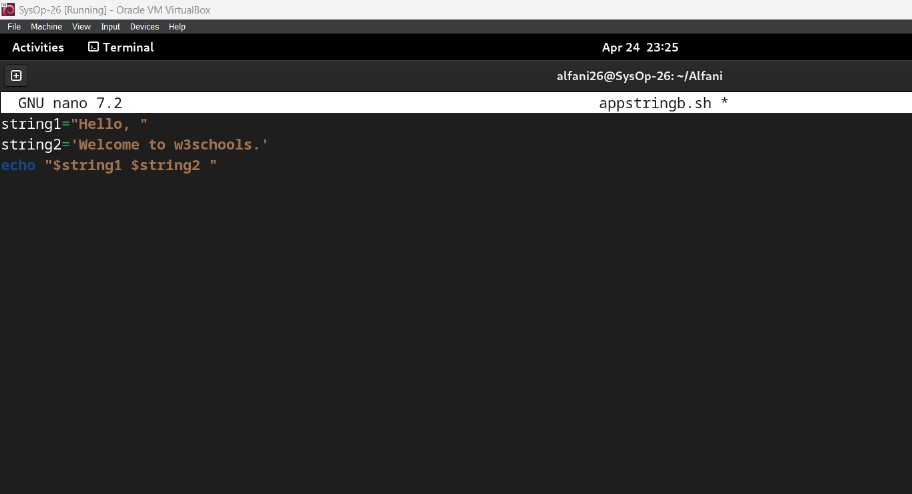 SysOp-26 [Running] - Oracle VM VirtualBox
File Machine View Input Devices Help
Activities Terminal Apr 24 23:25
alfani26@SysOp-26: ~/Alfani
GNU nano 7.2 appstringb.sh *
string1="Hello, "
string2='Welcome to w3schools.'
echo "$string1 $string2 "